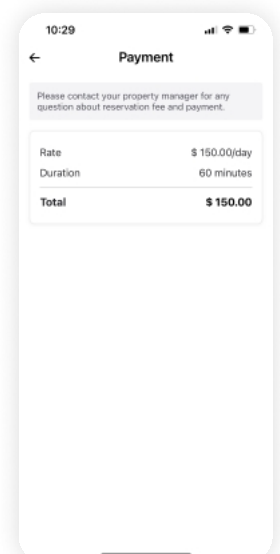 10:29
Payment
Please contact your property manager for any
question about reservation fee and payment.
Rate $ 150.00/day
Duration 60 minutes
Total $ 150.00